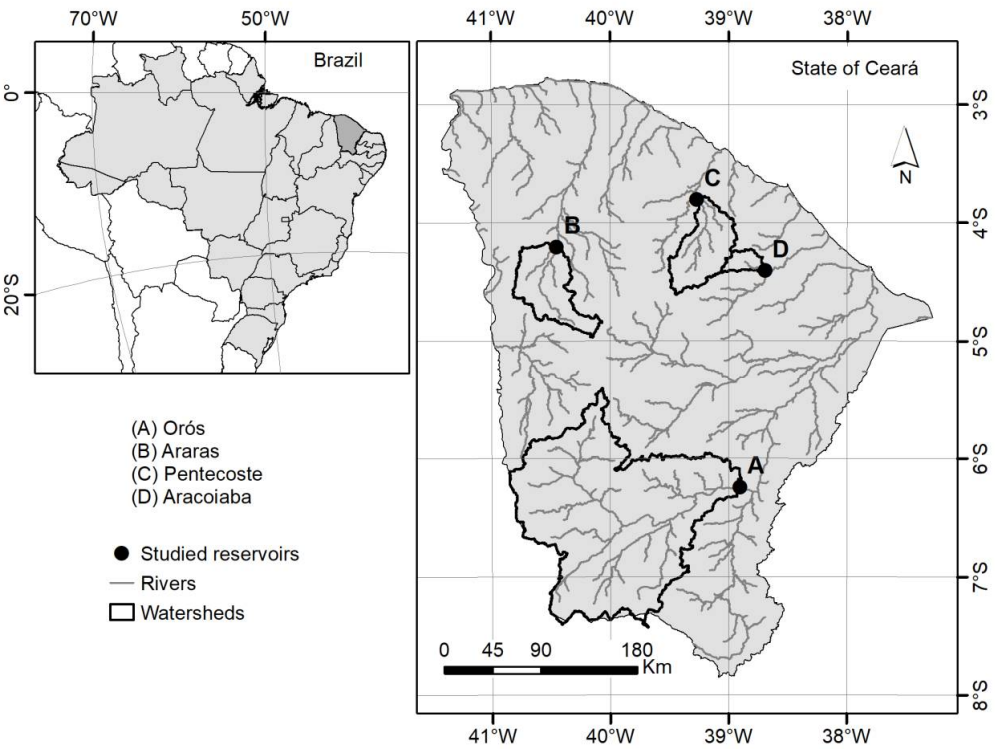 70°W 50°W
Brazil
0°
20°S
(A) Orós
(B) Araras
(C) Pentecoste
(D) Aracoiaba
Studied reservoirs
Rivers
Watersheds
41°W 40°W 39°W 38°W
State of Ceará
N
3°S
4°S
5°S
6°S
7°S
8°S
C
B
D
A
0 45 90 180
Km
41°W 40°W 39°W 38°W